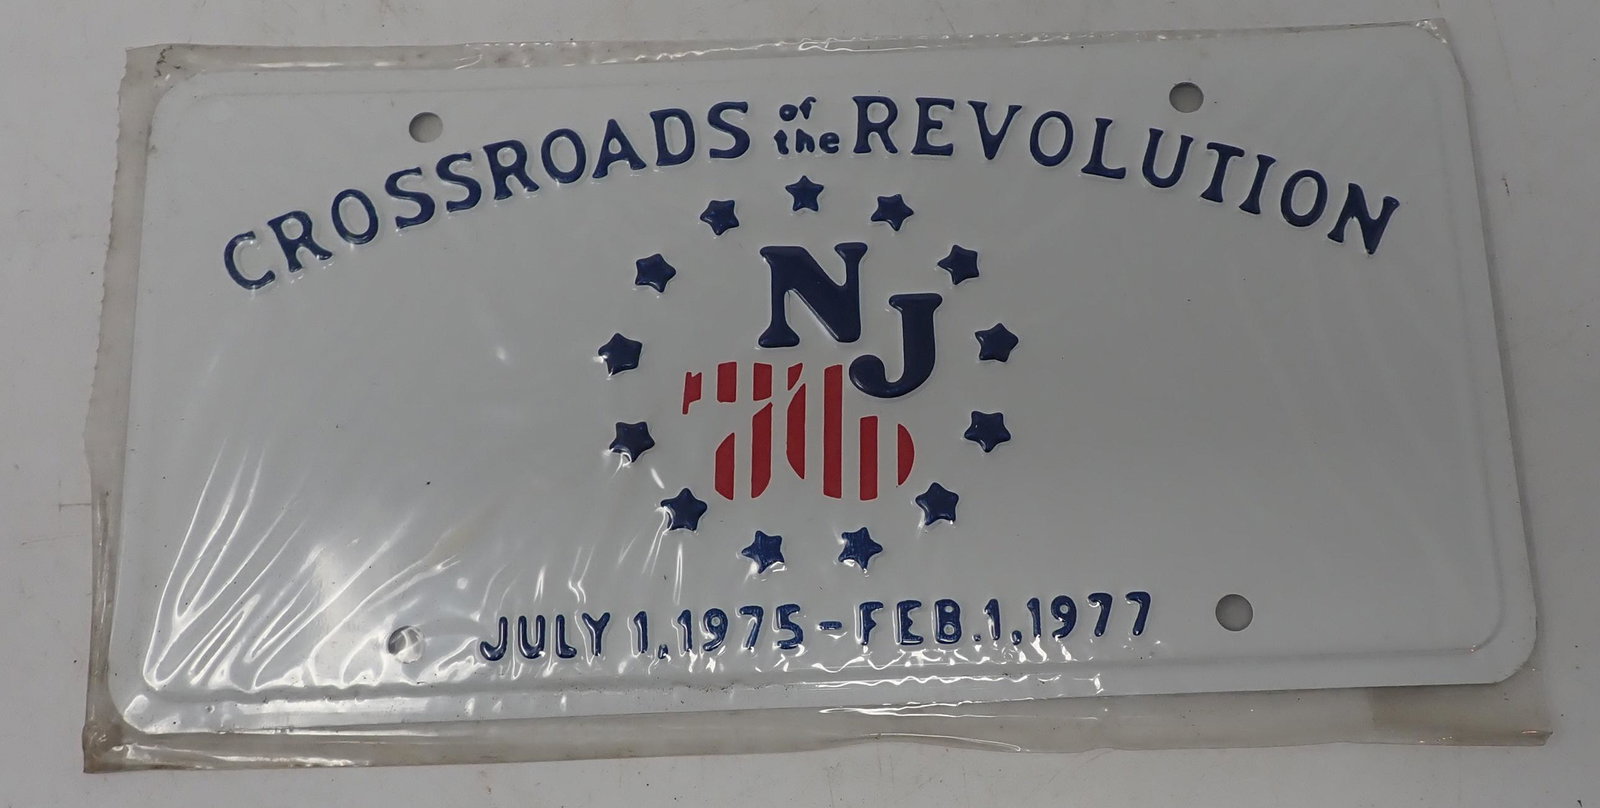 CROSSROADS of the REVOLUTION
NJ
76
JULY 1, 1975-FEB. 1, 1977